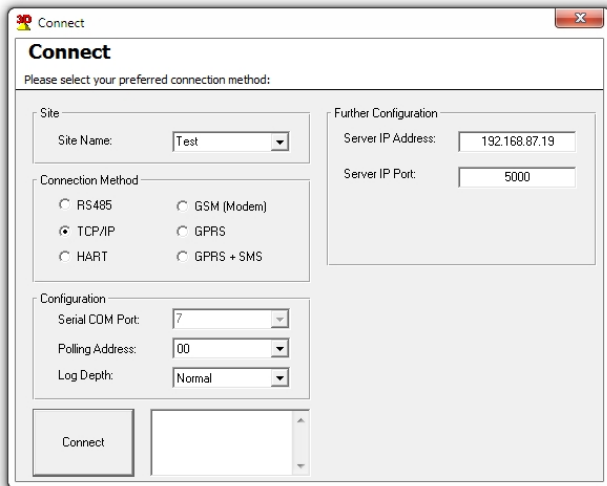 3D Connect
Connect
Please select your preferred connection method:
Site
Site Name: Test
Connection Method
RS485 GSM (Modem)
TCP/IP GPRS
HART GPRS + SMS
Configuration
Serial COM Port: 7
Polling Address: 00
Log Depth: Normal
Connect
Further Configuration
Server IP Address: 192.168.87.19
Server IP Port: 5000